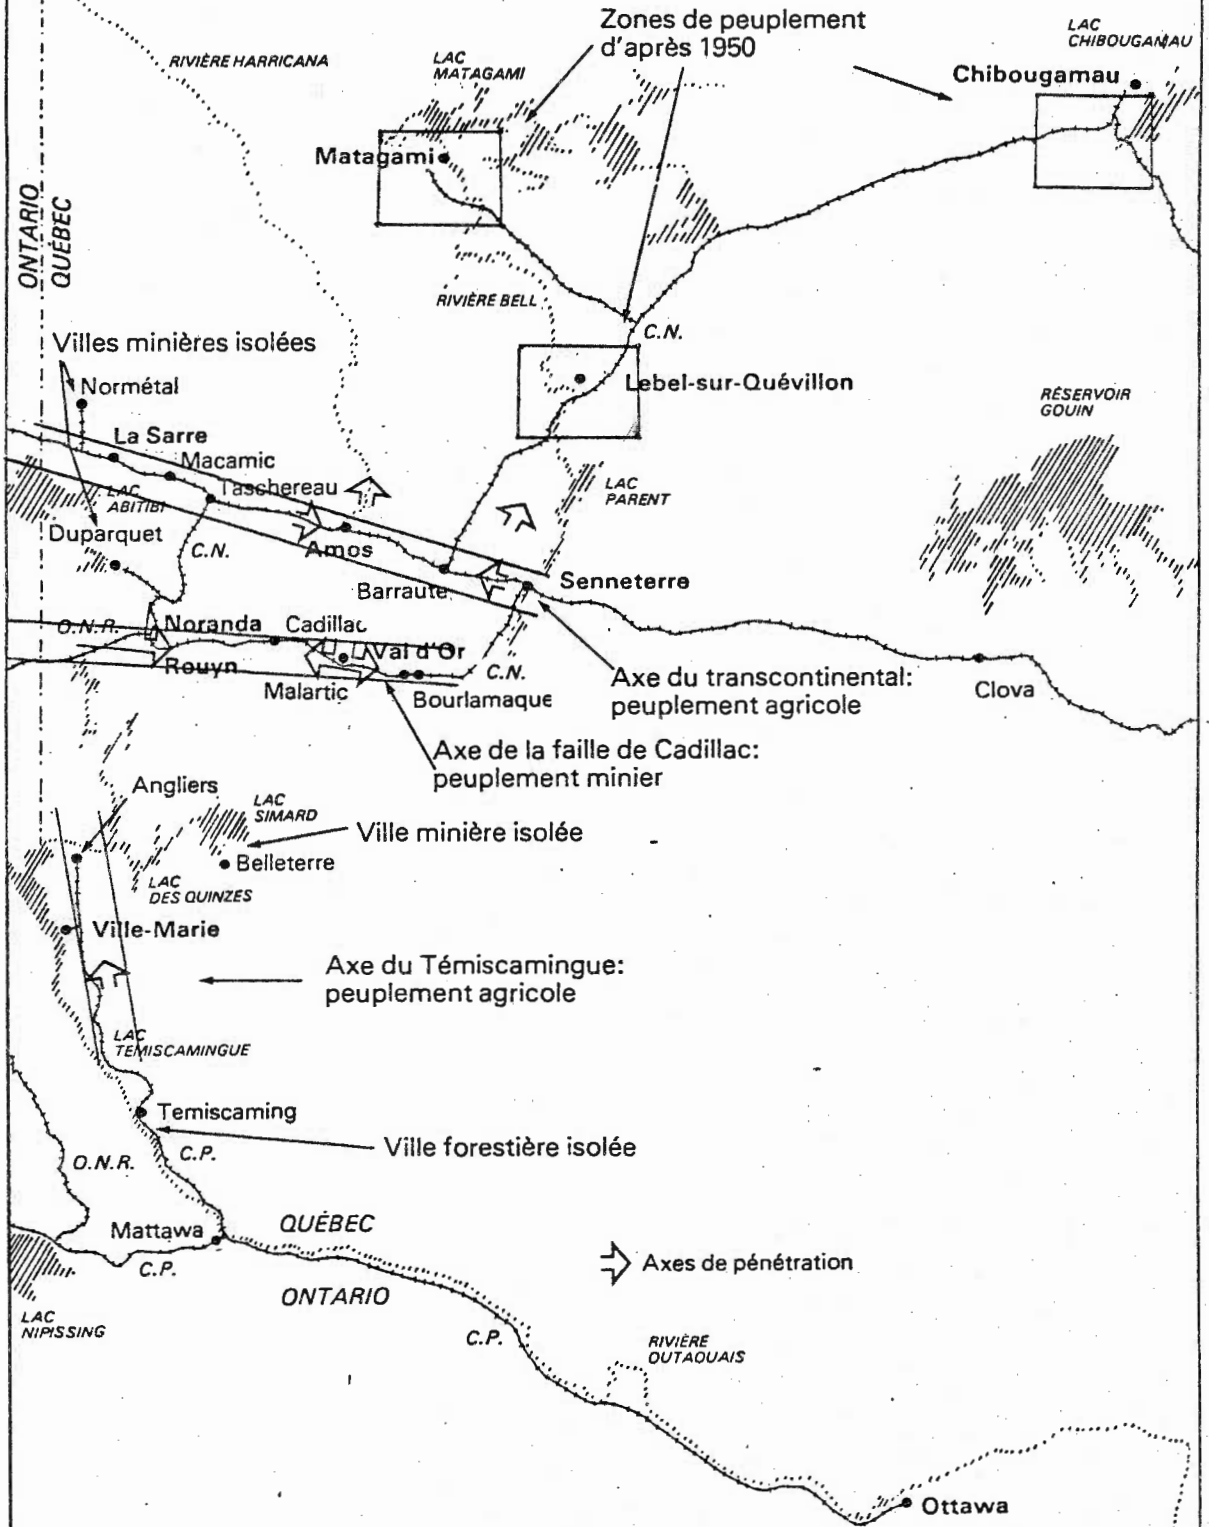 Zones de peuplement
d'après 1950
LAC
CHIBOUGAMAU
RIVIÈRE HARRICANA
LAC
MATAGAMI
Chibougamau
Matagami
ONTARIO
QUÉBEC
RIVIÈRE BELL
C.N.
Villes minières isolées
Normétal
Lebel-sur-Quévillon
RÉSERVOIR
GOUIN
La Sarre
Macamic
Taschereau
LAC
ABITIBI
LAC
PARENT
Duparquet
C.N.
Amos
Barraute
Senneterre
O.N.R.
Noranda
Cadillac
Rouyn
Val d'Or
Malartic
Bourlamaque
C.N.
Axe du transcontinental:
peuplement agricole
Clova
Axe de la faille de Cadillac:
peuplement minier
Angliers
LAC
SIMARD
Ville minière isolée
Belleterre
LAC
DES QUINZES
Ville-Marie
Axe du Témiscamingue:
peuplement agricole
LAC
TEMISCAMINGUE
Temiscaming
Ville forestière isolée
C.P.
O.N.R.
Mattawa
QUÉBEC
C.P.
ONTARIO
Axes de pénétration
LAC
NIPISSING
C.P.
RIVIÈRE
OUTAOUAIS
Ottawa